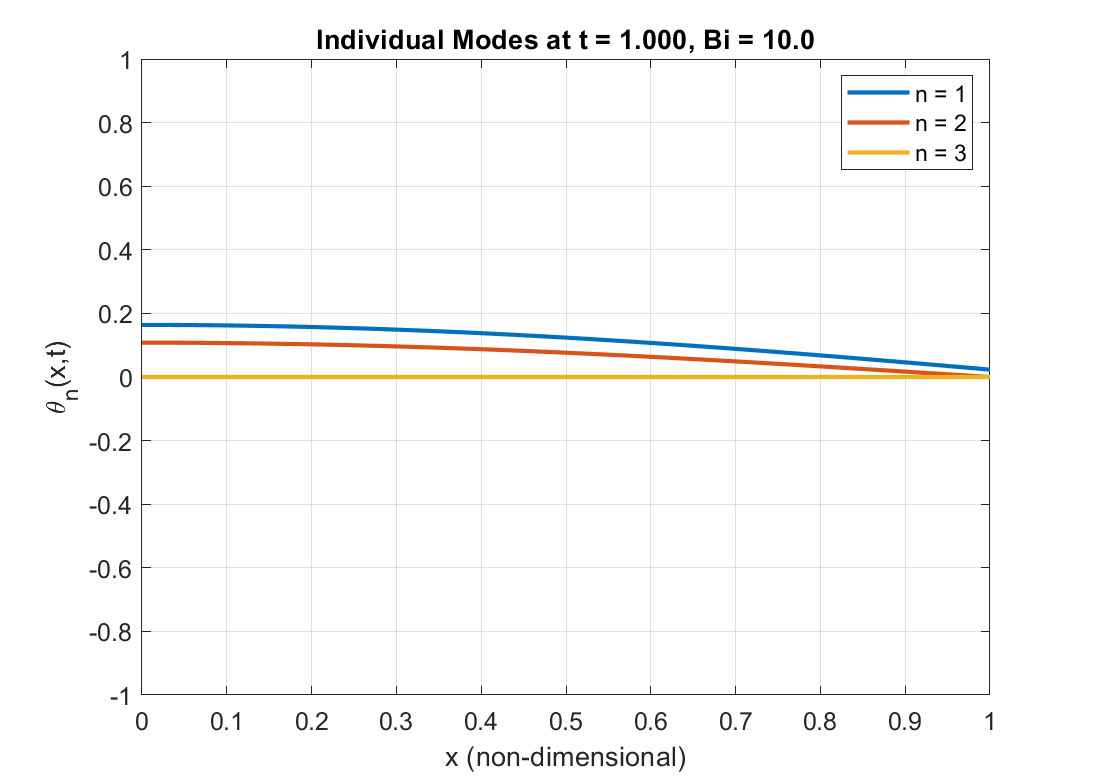 Individual Modes at t = 1.000, Bi = 10.0
n = 1
n = 2
n = 3
1
0.8
0.6
0.4
0.2
0
-0.2
-0.4
-0.6
-0.8
-1
θn(x,t)
0 0.1 0.2 0.3 0.4 0.5 0.6 0.7 0.8 0.9 1
x (non-dimensional)